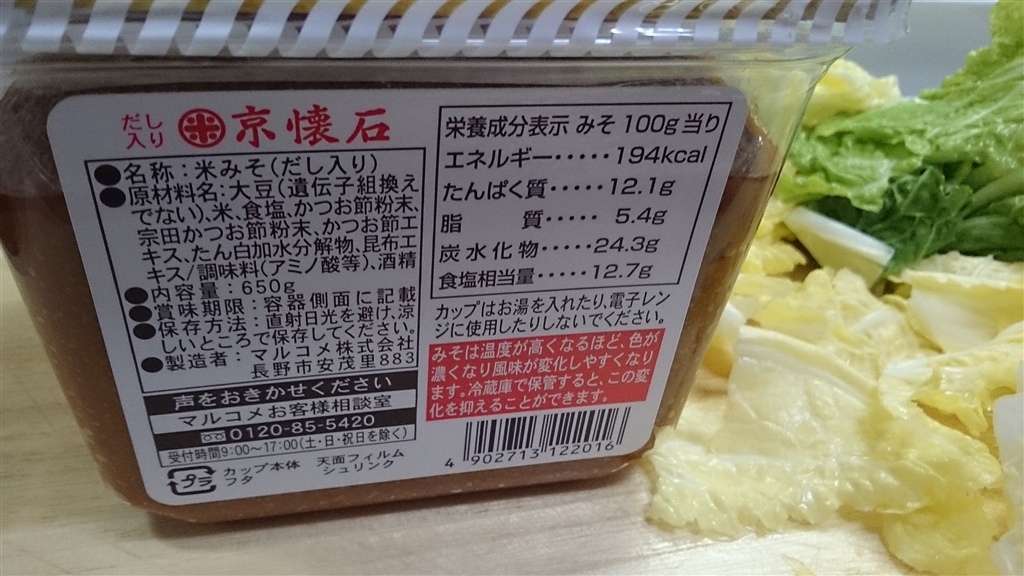 だし入り 京懐石
●名称：米みそ(だし入り)
●原材料名：大豆(遺伝子組換え
でない)、米、食塩、かつお節粉末、
宗田かつお節粉末、かつお節エ
キス、たん白加水分解物、昆布エ
キス/調味料(アミノ酸等)、酒精
●内容量：650g
●賞味期限：容器側面に記載
●保存方法：直射日光を避け、涼
しいところで保存してください。
●製造者：マルコメ株式会社
長野市安茂里883
声をおきかせください
マルコメお客様相談室
0120-85-5420
受付時間9:00〜17:00(土・日・祝日を除く)
プラ
カップ本体 天面フィルム
フタ シュリンク
栄養成分表示 みそ 100g当り
エネルギー・・・・・194kcal
たんぱく質・・・・・12.1g
脂質・・・・・5.4g
炭水化物・・・・・24.3g
食塩相当量・・・・・12.7g
カップはお湯を入れたり、電子レン
ジに使用したりしないでください。
みそは温度が高くなるほど、色が
濃くなり風味が変化しやすくなり
ます。冷蔵庫で保管すると、この変
化を抑えることができます。
4 902713 122016